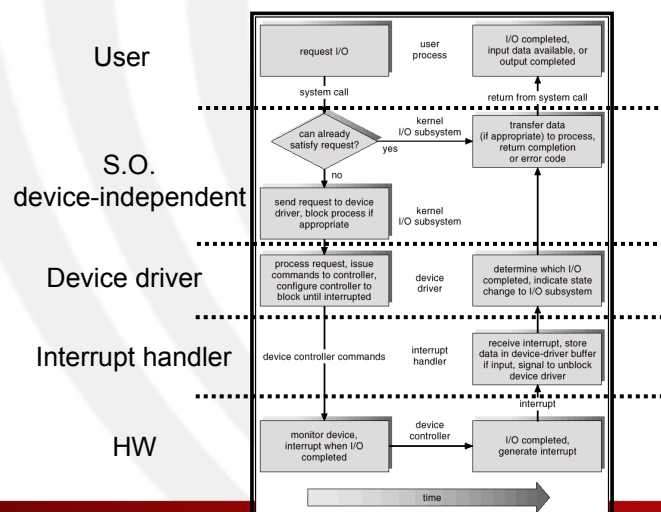 User
request I/O
user
process
I/O completed,
input data available, or
output completed
system call
return from system call
S.O.
device-independent
can already
satisfy request?
yes
no
kernel
I/O subsystem
transfer data
(if appropriate) to process,
return completion
or error code
send request to device
driver, block process if
appropriate
kernel
I/O subsystem
Device driver
process request, issue
commands to controller,
configure controller to
block until interrupted
device
driver
determine which I/O
completed, indicate state
change to I/O subsystem
Interrupt handler
device controller commands
interrupt
handler
receive interrupt, store
data in device-driver buffer
if input, signal to unblock
device driver
interrupt
HW
monitor device,
interrupt when I/O
completed
device
controller
I/O completed,
generate interrupt
time